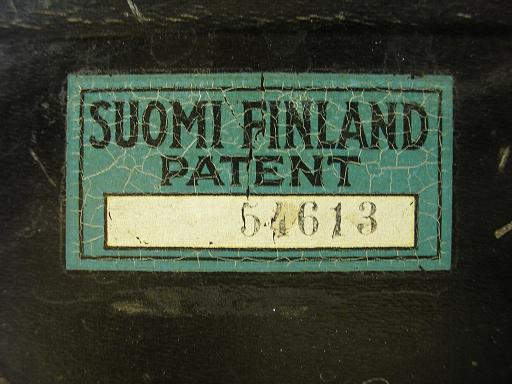 SUOMI FINLAND
PATENT
54613